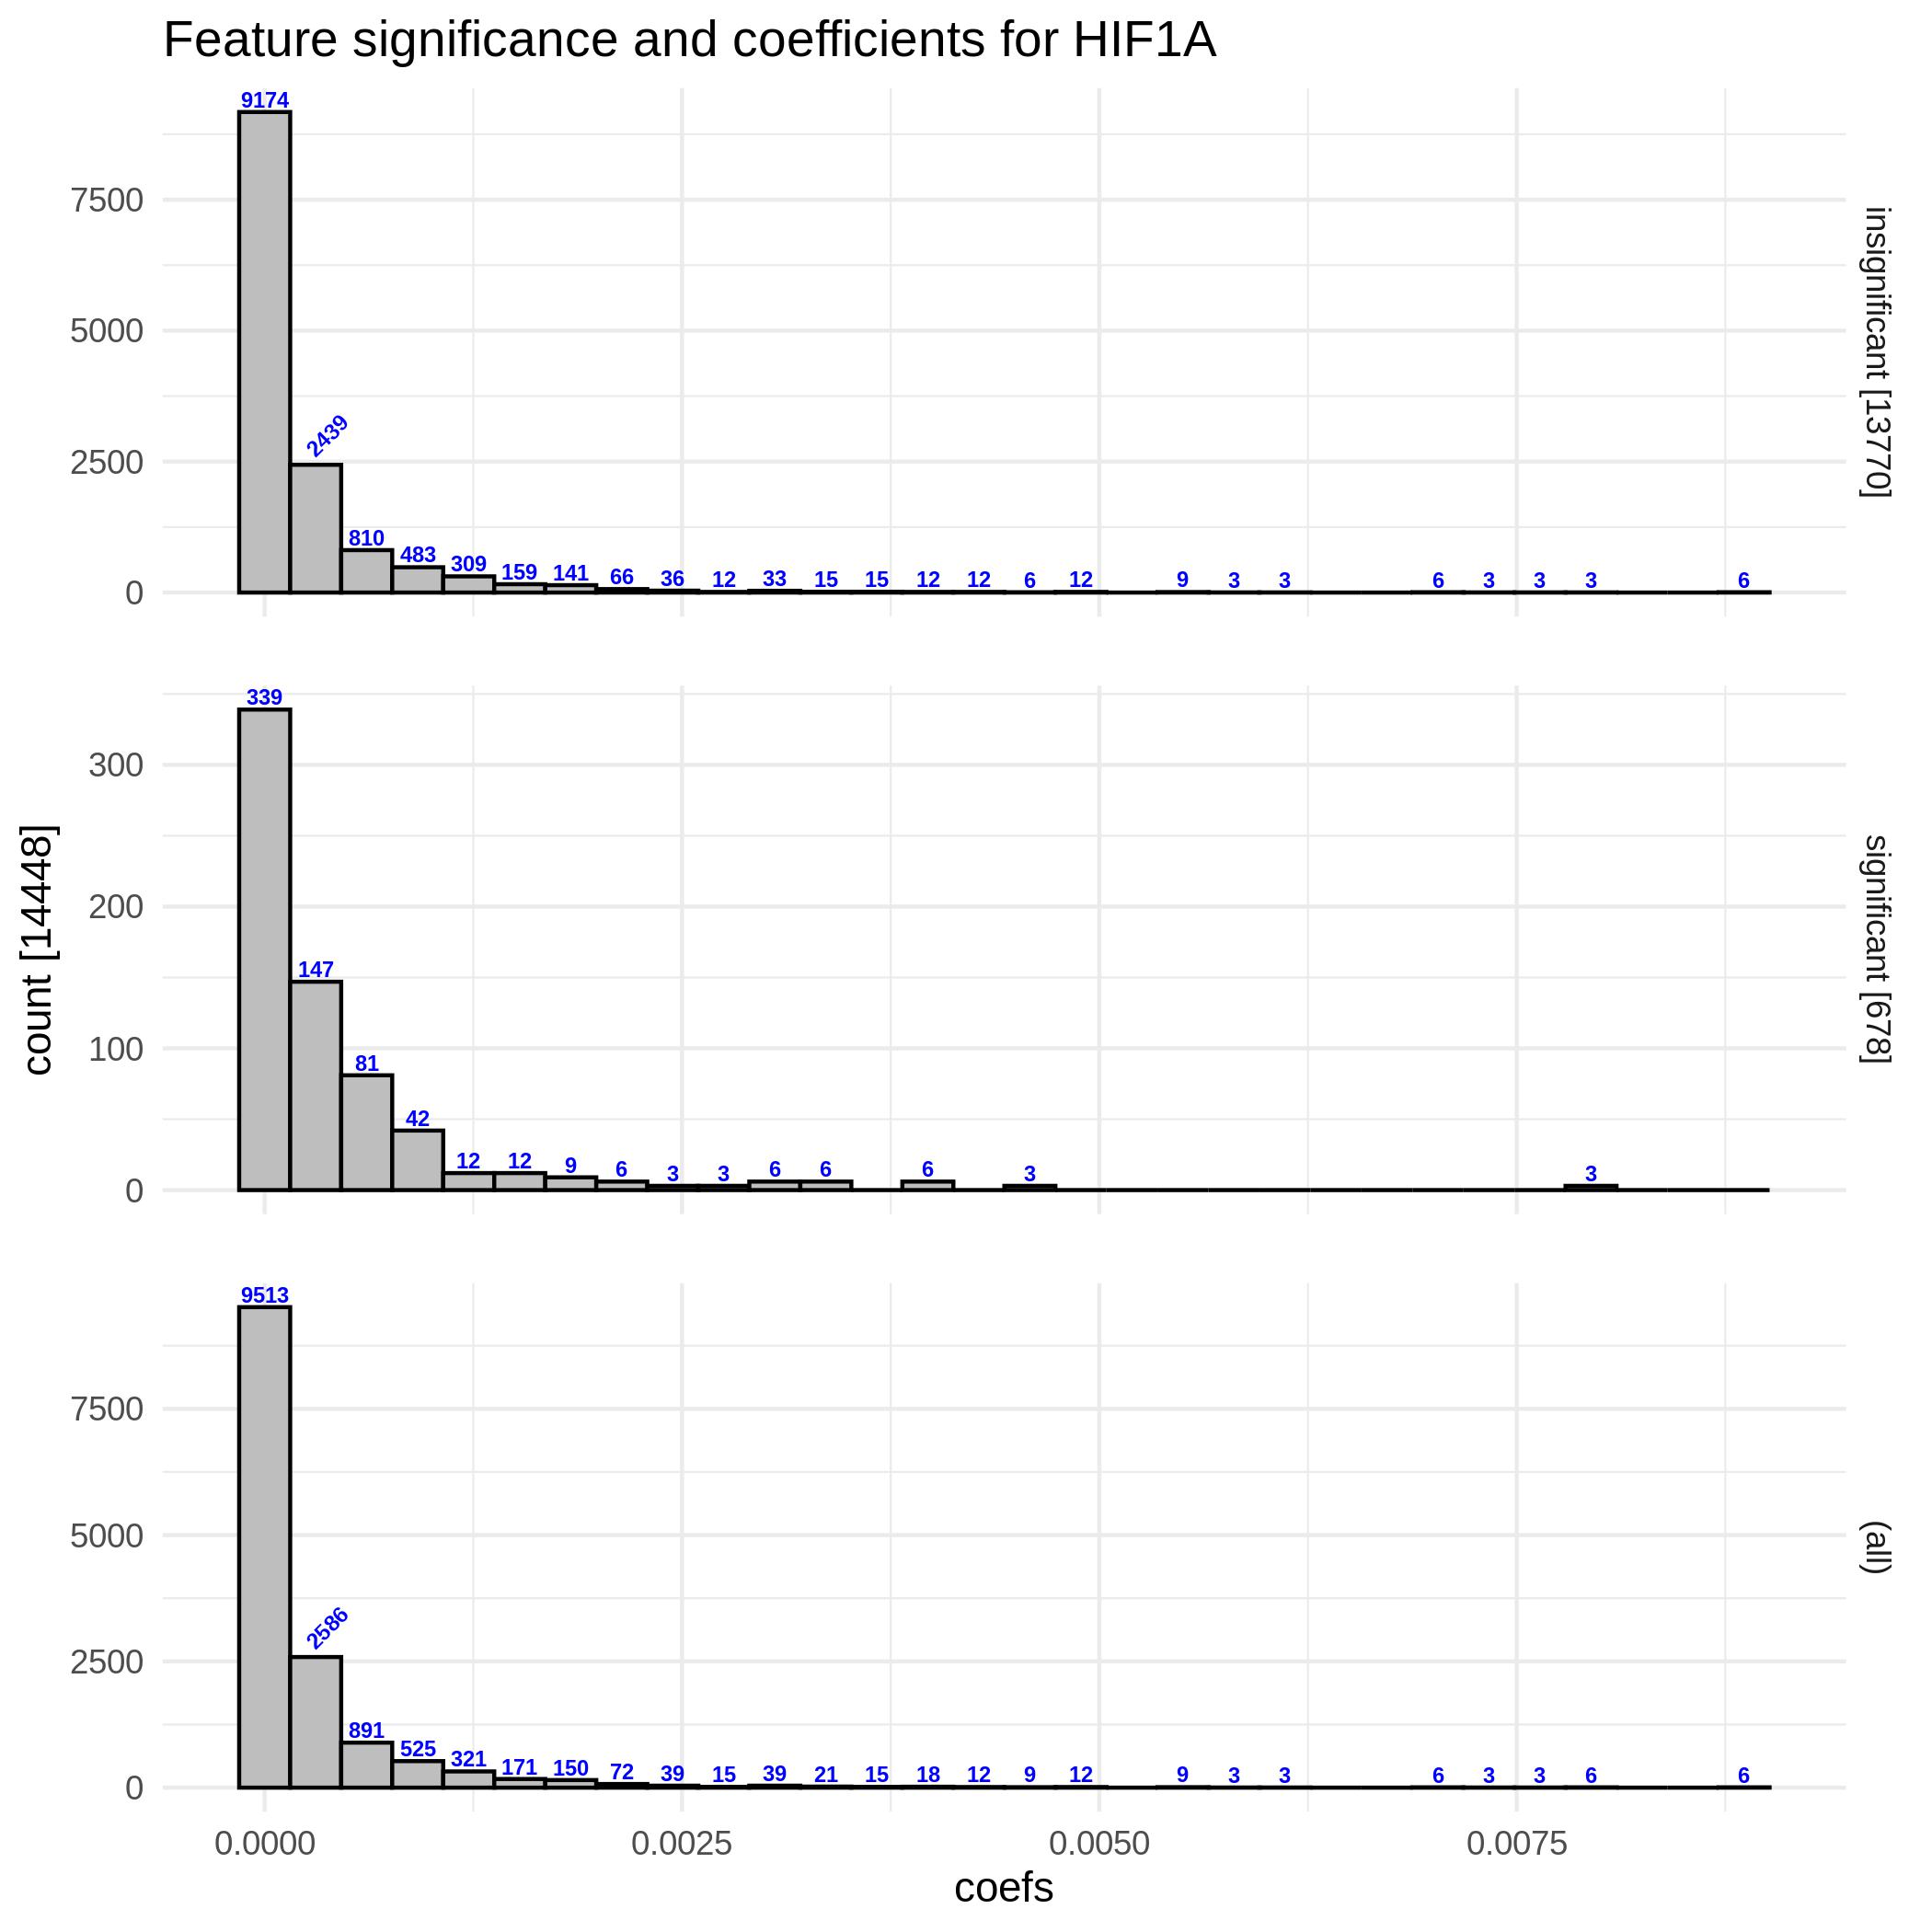 Feature significance and coefficients for HIF1A
9174
2439
810 483 309 159 141 66 36 12 33 15 15 12 12 6 12 9 3 3 6 3 3 3 6
7500
5000
2500
0
insignificant [13770]
339
147
81
42
12 12 9 6 3 3 6 6 6 3 3
300
200
100
0
significant [678]
count [14448]
9513
2586
891 525 321 171 150 72 39 15 39 21 15 18 12 9 12 9 3 3 6 3 3 6 6
7500
5000
2500
0
(all)
0.0000 0.0025 0.0050 0.0075
coefs